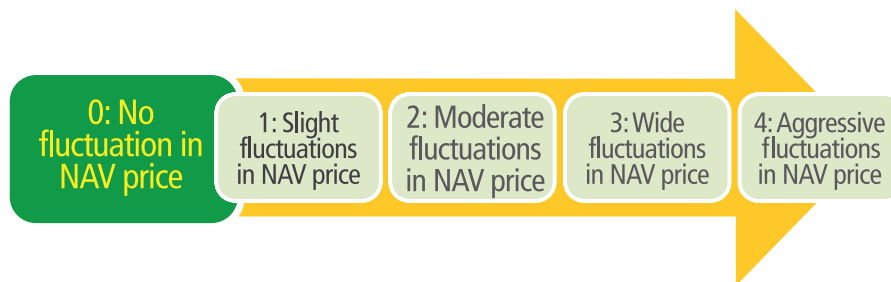 0: No
fluctuation in
NAV price
1: Slight
fluctuations
in NAV price
2: Moderate
fluctuations
in NAV price
3: Wide
fluctuations
in NAV price
4: Aggressive
fluctuations
in NAV price